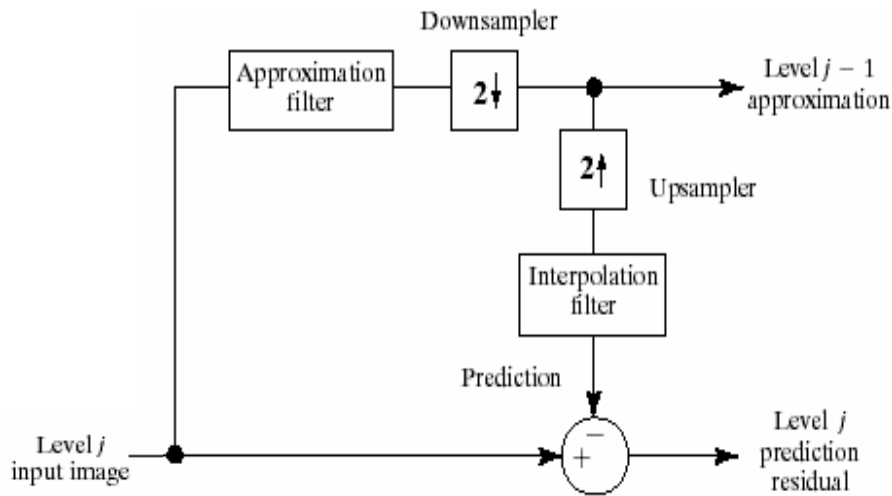 Downsampler
Approximation
filter
2↓
Level j − 1
approximation
2↑
Upsampler
Interpolation
filter
Prediction
Level j
input image
−
+
Level j
prediction
residual